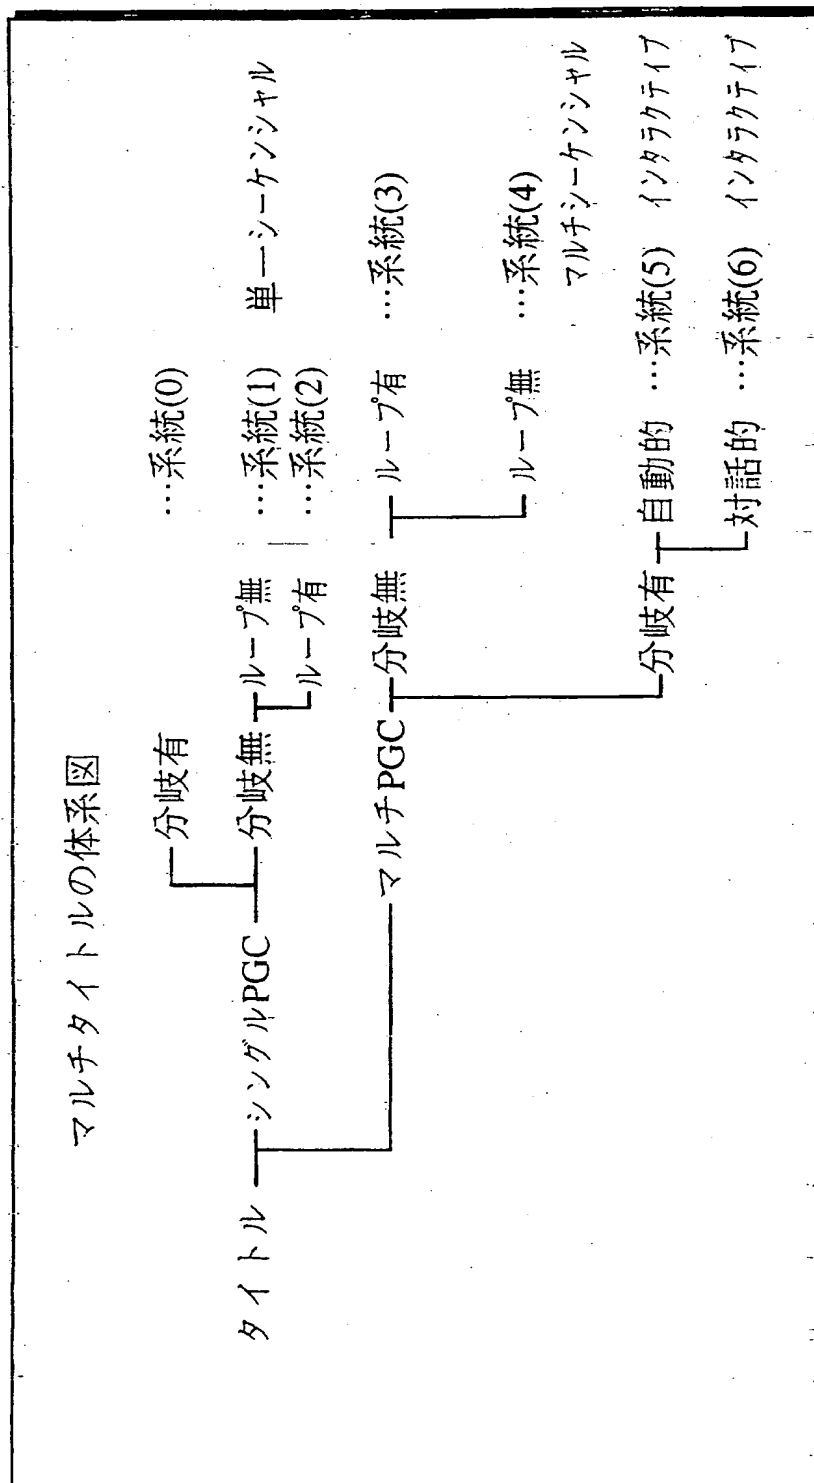 マルチタイトルの体系図
分岐有 …系統(0)
タイトル シングルPGC 分岐無 ループ無 …系統(1) 単一シーケンシャル
ループ有 …系統(2)
マルチPGC 分岐無 ループ有 …系統(3)
ループ無 …系統(4)
マルチシーケンシャル
分岐有 自動的 …系統(5) インタラクティブ
対話的 …系統(6) インタラクティブ